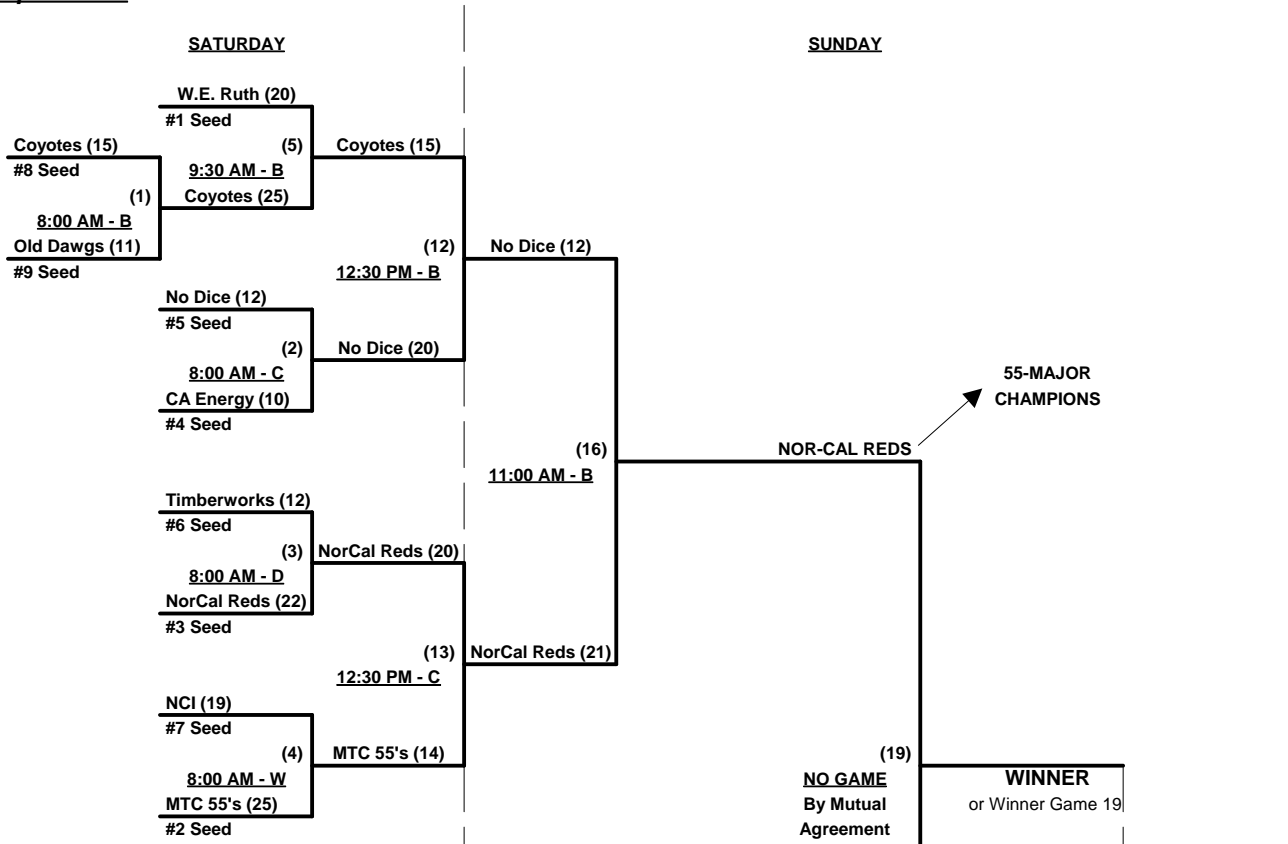 SATURDAY
SUNDAY
W.E. Ruth (20)
#1 Seed
Coyotes (15)
(5)
Coyotes (15)
#8 Seed
9:30 AM - B
(1)
Coyotes (25)
8:00 AM - B
Old Dawgs (11)
(12)
No Dice (12)
#9 Seed
12:30 PM - B
No Dice (12)
#5 Seed
(2)
No Dice (20)
8:00 AM - C
55-MAJOR
CA Energy (10)
CHAMPIONS
#4 Seed
(16)
NOR-CAL REDS
11:00 AM - B
Timberworks (12)
#6 Seed
(3)
NorCal Reds (20)
8:00 AM - D
NorCal Reds (22)
#3 Seed
(13)
NorCal Reds (21)
12:30 PM - C
NCI (19)
#7 Seed
(4)
MTC 55's (14)
(19)
8:00 AM - W
NO GAME
WINNER
MTC 55's (25)
By Mutual
or Winner Game 19
#2 Seed
Agreement